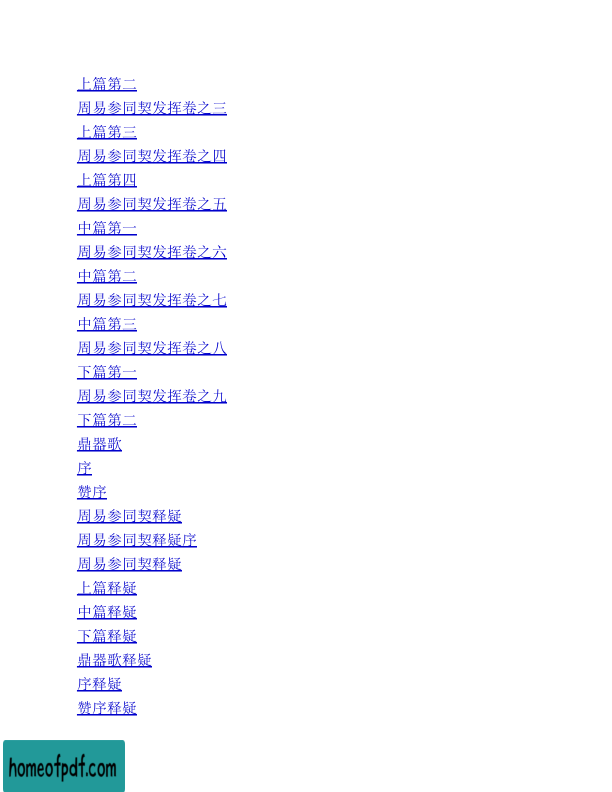 上篇第二
周易参同契发挥卷之三
上篇第三
周易参同契发挥卷之四
上篇第四
周易参同契发挥卷之五
中篇第一
周易参同契发挥卷之六
中篇第二
周易参同契发挥卷之七
中篇第三
周易参同契发挥卷之八
下篇第一
周易参同契发挥卷之九
下篇第二
鼎器歌
序
赞序
周易参同契释疑
周易参同契释疑序
周易参同契释疑
上篇释疑
中篇释疑
下篇释疑
鼎器歌释疑
序释疑
赞序释疑
homeofpdf.com